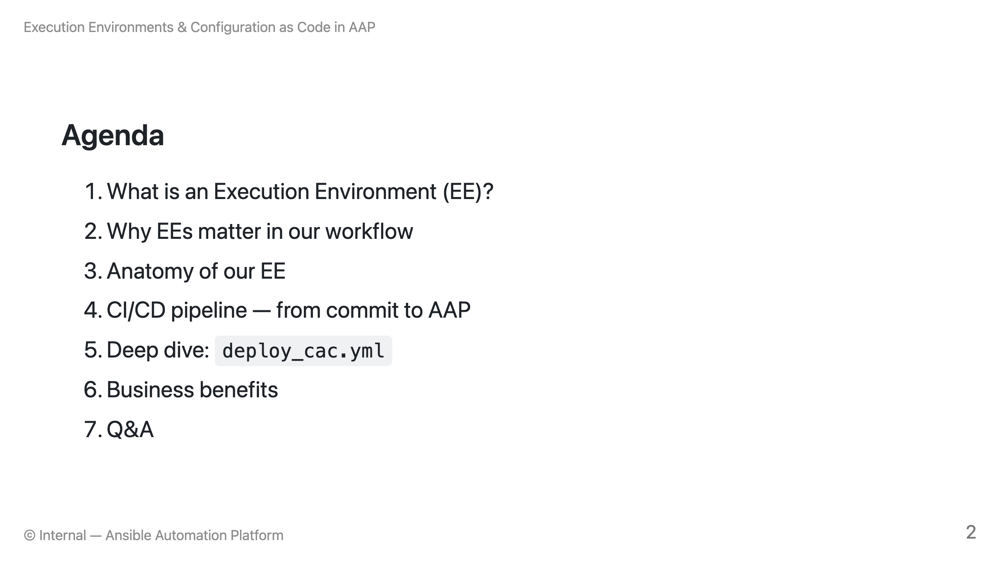 Execution Environments & Configuration as Code in AAP
Agenda
1. What is an Execution Environment (EE)?
2. Why EEs matter in our workflow
3. Anatomy of our EE
4. CI/CD pipeline — from commit to AAP
5. Deep dive: deploy_cac.yml
6. Business benefits
7. Q&A
© Internal — Ansible Automation Platform
2